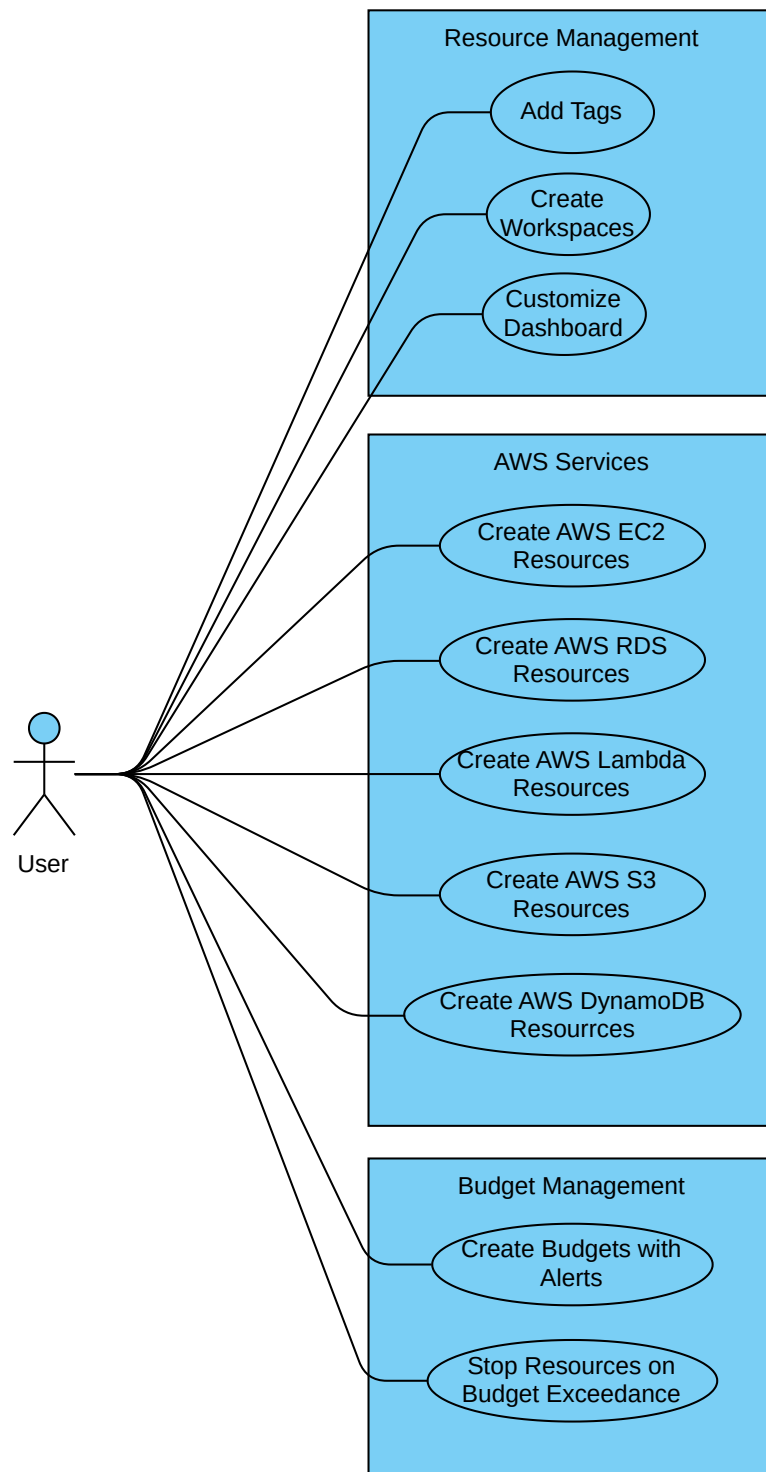 Resource Management
Add Tags
Create
Workspaces
Customize
Dashboard
AWS Services
Create AWS EC2
Resources
Create AWS RDS
Resources
Create AWS Lambda
Resources
Create AWS S3
Resources
Create AWS DynamoDB
Resourrces
User
Budget Management
Create Budgets with
Alerts
Stop Resources on
Budget Exceedance